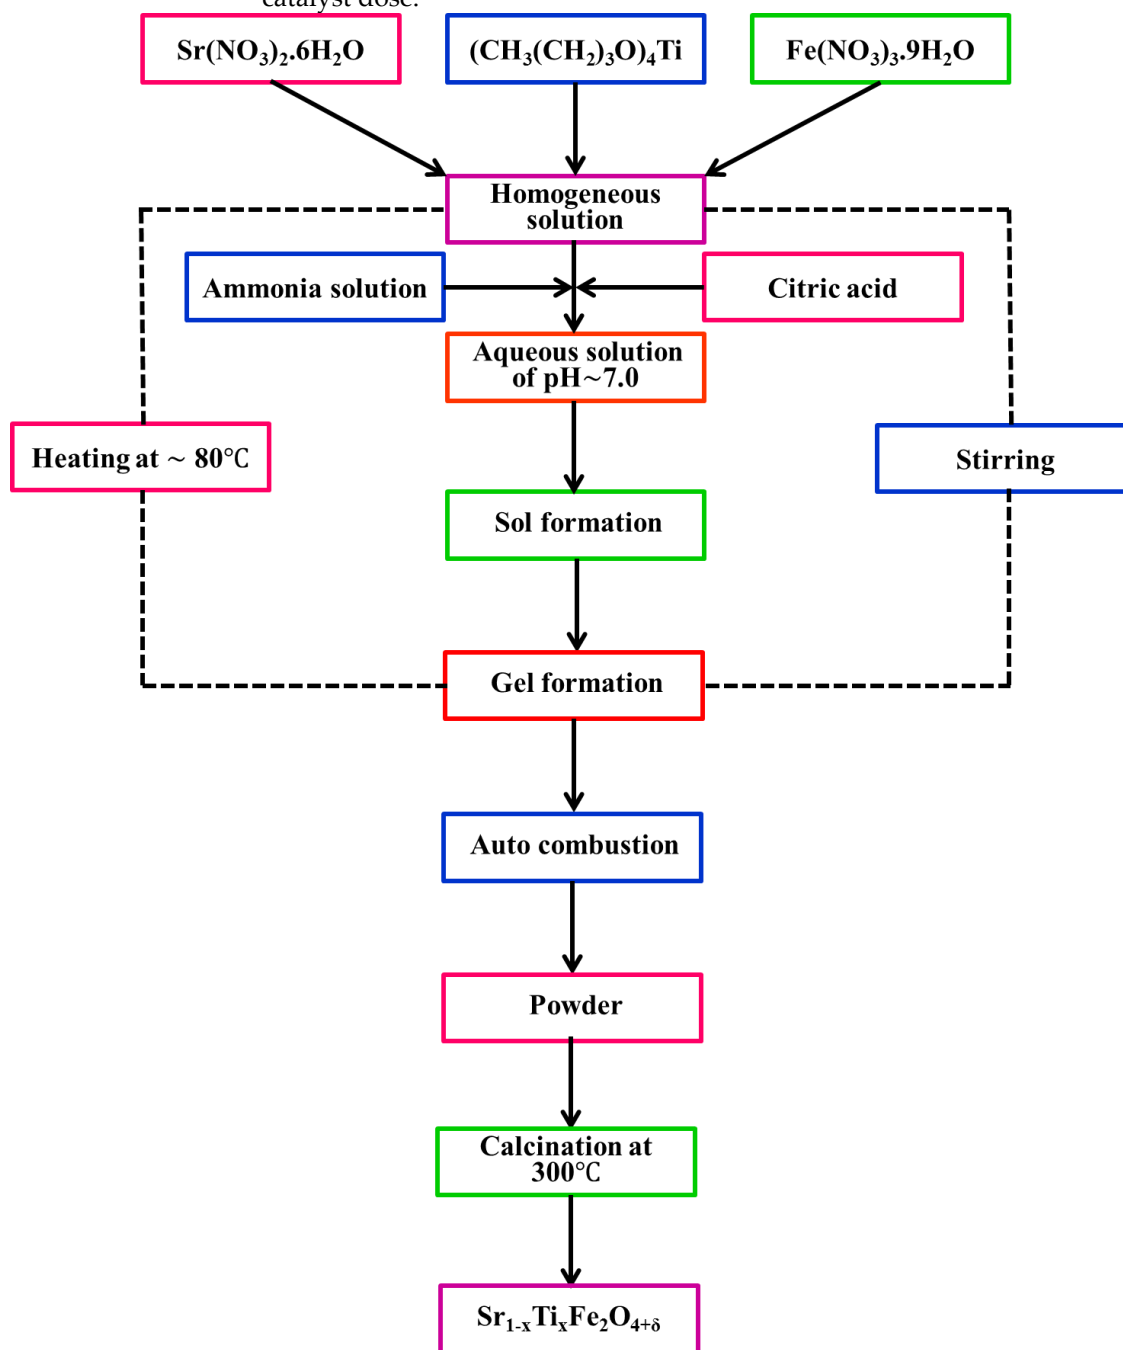 catalyst dose.
Sr(NO₃)₂.6H₂O
(CH₃(CH₂)₃O)₄Ti
Fe(NO₃)₃.9H₂O
Homogeneous
solution
Ammonia solution
Citric acid
Aqueous solution
of pH~7.0
Heating at ~ 80℃
Stirring
Sol formation
Gel formation
Auto combustion
Powder
Calcination at
300℃
Sr₁₋ₓTiₓFe₂O₄₊δ